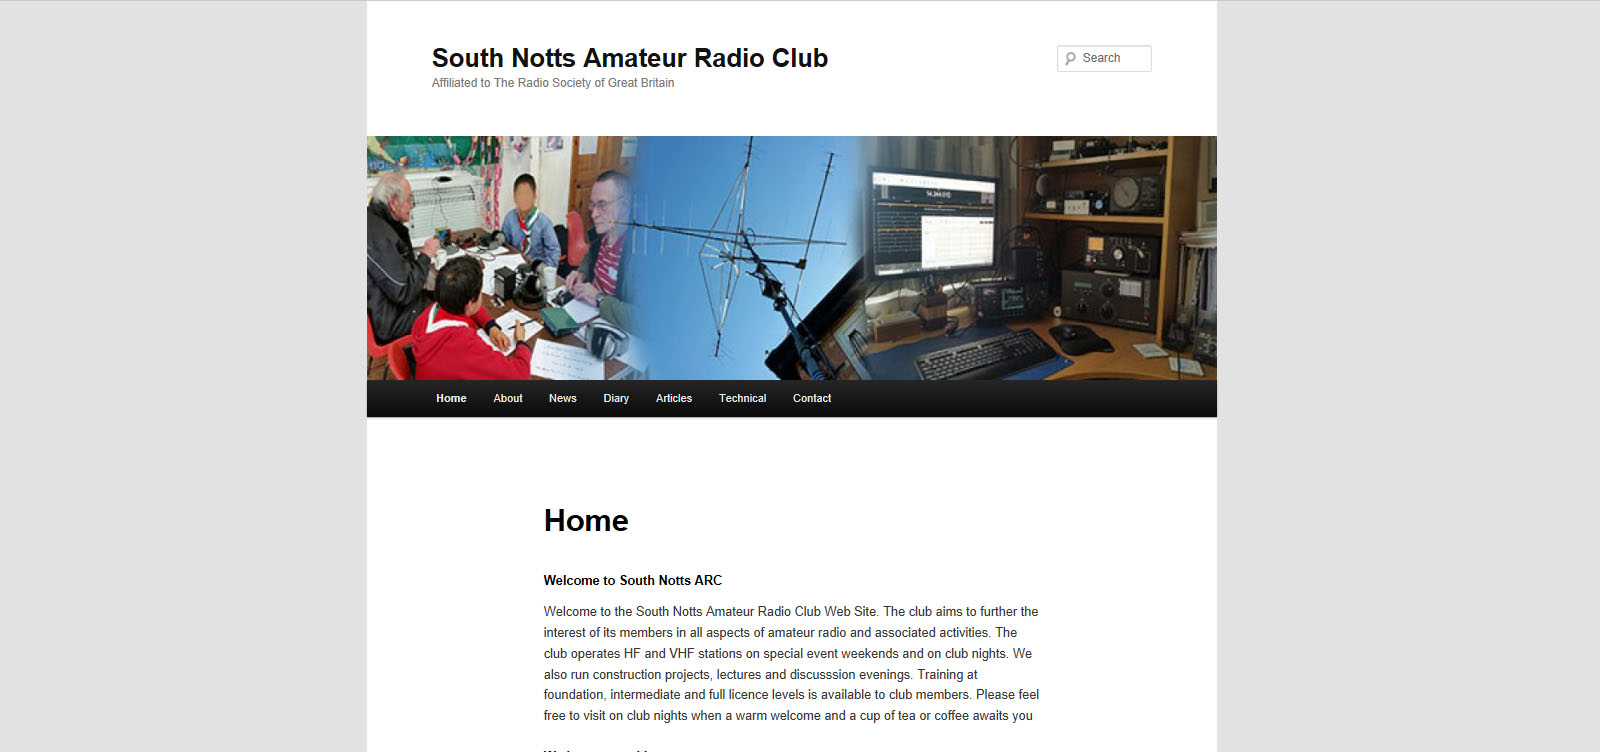 South Notts Amateur Radio Club
Affiliated to The Radio Society of Great Britain
Search
Home
About
News
Diary
Articles
Technical
Contact
Home
Welcome to South Notts ARC
Welcome to the South Notts Amateur Radio Club Web Site. The club aims to further the
interest of its members in all aspects of amateur radio and associated activities. The
club operates HF and VHF stations on special event weekends and on club nights. We
also run construction projects, lectures and discusssion evenings. Training at
foundation, intermediate and full licence levels is available to club members. Please feel
free to visit on club nights when a warm welcome and a cup of tea or coffee awaits you